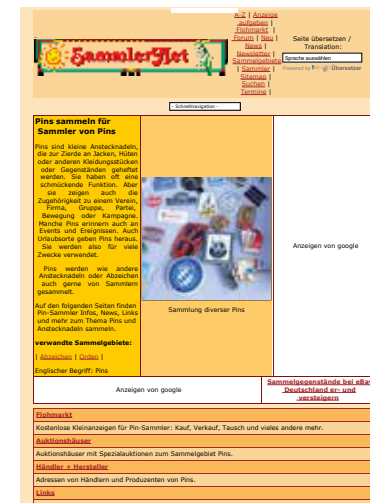 SammlerNet
A-Z | Anzeige
aufgeben |
Flohmarkt |
Forum | Neu |
News |
Newsletter |
Sammelgebiete
| Sammler |
Sitemap |
Suchen |
Termine |
Seite übersetzen /
Translation:
Sprache auswählen
Powered by Übersetzer
- Schnellnavigation -
Pins sammeln für
Sammler von Pins
Pins sind kleine Anstecknadeln,
die zur Zierde an Jacken, Hüten
oder anderen Kleidungsstücken
oder Gegenständen geheftet
werden. Sie haben oft eine
schmückende Funktion. Aber
sie zeigen auch die
Zugehörigkeit zu einem Verein,
Firma, Gruppe, Partei,
Bewegung oder Kampagne.
Manche Pins erinnern auch an
Events und Ereignissen. Auch
Urlaubsorte geben Pins heraus.
Sie werden also für viele
Zwecke verwendet.
Pins werden wie andere
Anstecknadeln oder Abzeichen
auch gerne von Sammlern
gesammelt.
Auf den folgenden Seiten finden
Pin-Sammler Infos, News, Links
und mehr zum Thema Pins und
Anstecknadeln sammeln.
verwandte Sammelgebiete:
| Abzeichen | Orden |
Englischer Begriff: Pins
Sammlung diverser Pins
Anzeigen von google
Anzeigen von google
Sammelgegenstände bei eBay
Deutschland er- und
versteigern
Flohmarkt
Kostenlose Kleinanzeigen für Pin-Sammler: Kauf, Verkauf, Tausch und vieles andere mehr.
Auktionshäuser
Auktionshäuser mit Spezialauktionen zum Sammelgebiet Pins.
Händler + Hersteller
Adressen von Händlern und Produzenten von Pins.
Links